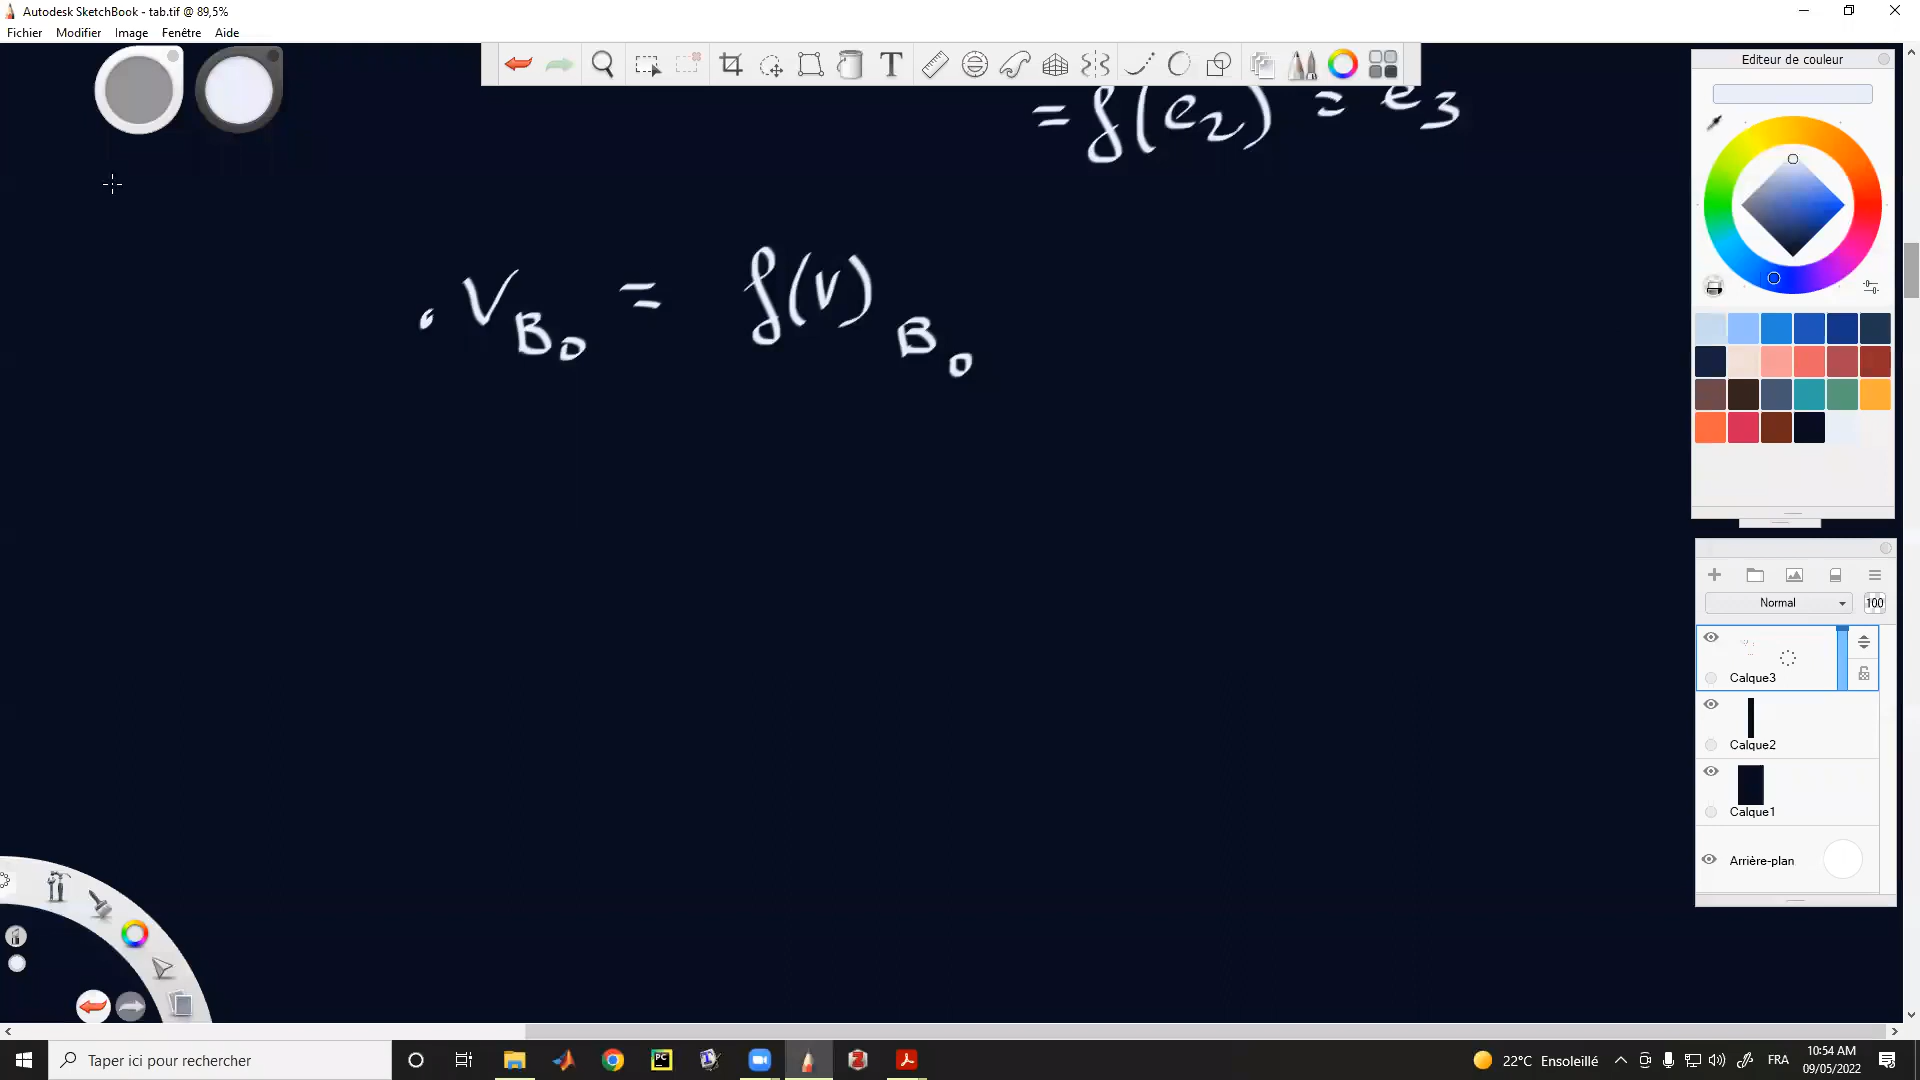 Autodesk SketchBook - tab.tif @ 89,5%
Fichier Modifier Image Fenêtre Aide
= f(e2) = e3
. V_B0 = f(v)_B0
Editeur de couleur
Normal 100
Calque3
Calque2
Calque1
Arrière-plan
Taper ici pour rechercher
22°C Ensoleillé
FRA
10:54 AM
09/05/2022